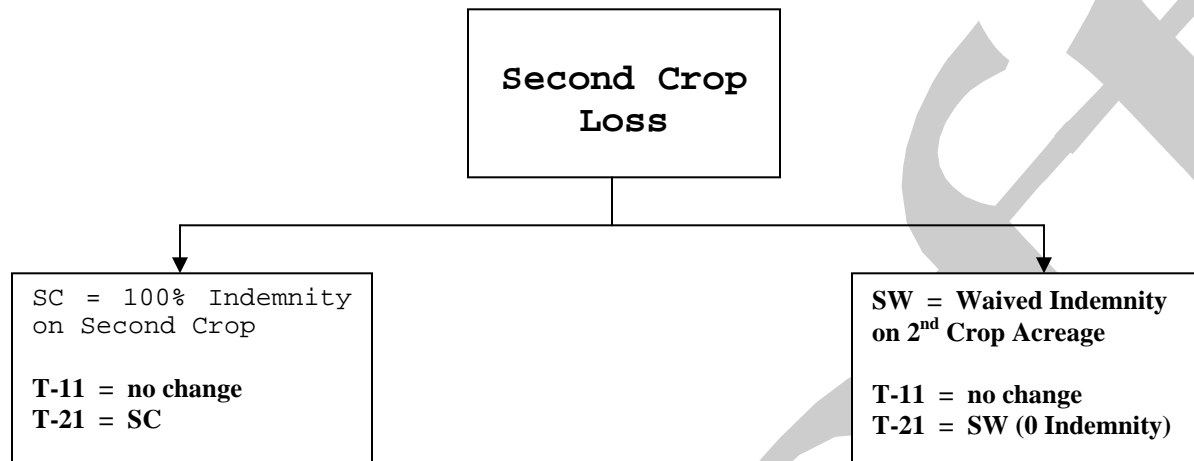 Second Crop
Loss
SC = 100% Indemnity
on Second Crop
T-11 = no change
T-21 = SC
SW = Waived Indemnity
on 2nd Crop Acreage
T-11 = no change
T-21 = SW (0 Indemnity)